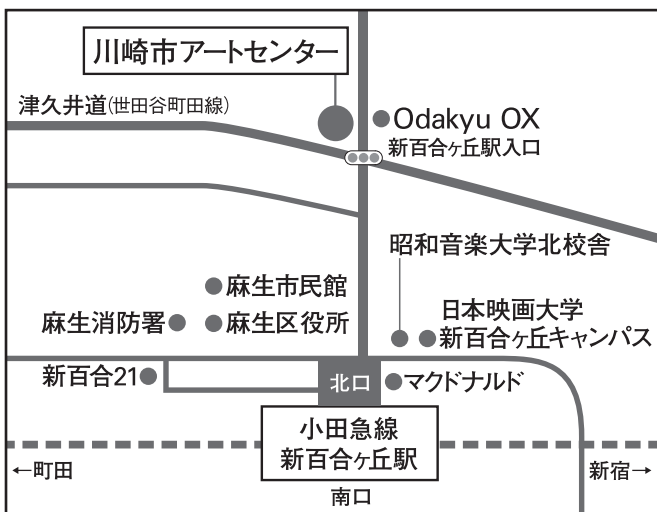 川崎市アートセンター
津久井道(世田谷町田線)
Odakyu OX
新百合ヶ丘駅入口
昭和音楽大学北校舎
麻生市民館
日本映画大学
麻生消防署
麻生区役所
新百合ヶ丘キャンパス
新百合21
北口
マクドナルド
小田急線
新百合ヶ丘駅
←町田
新宿→
南口